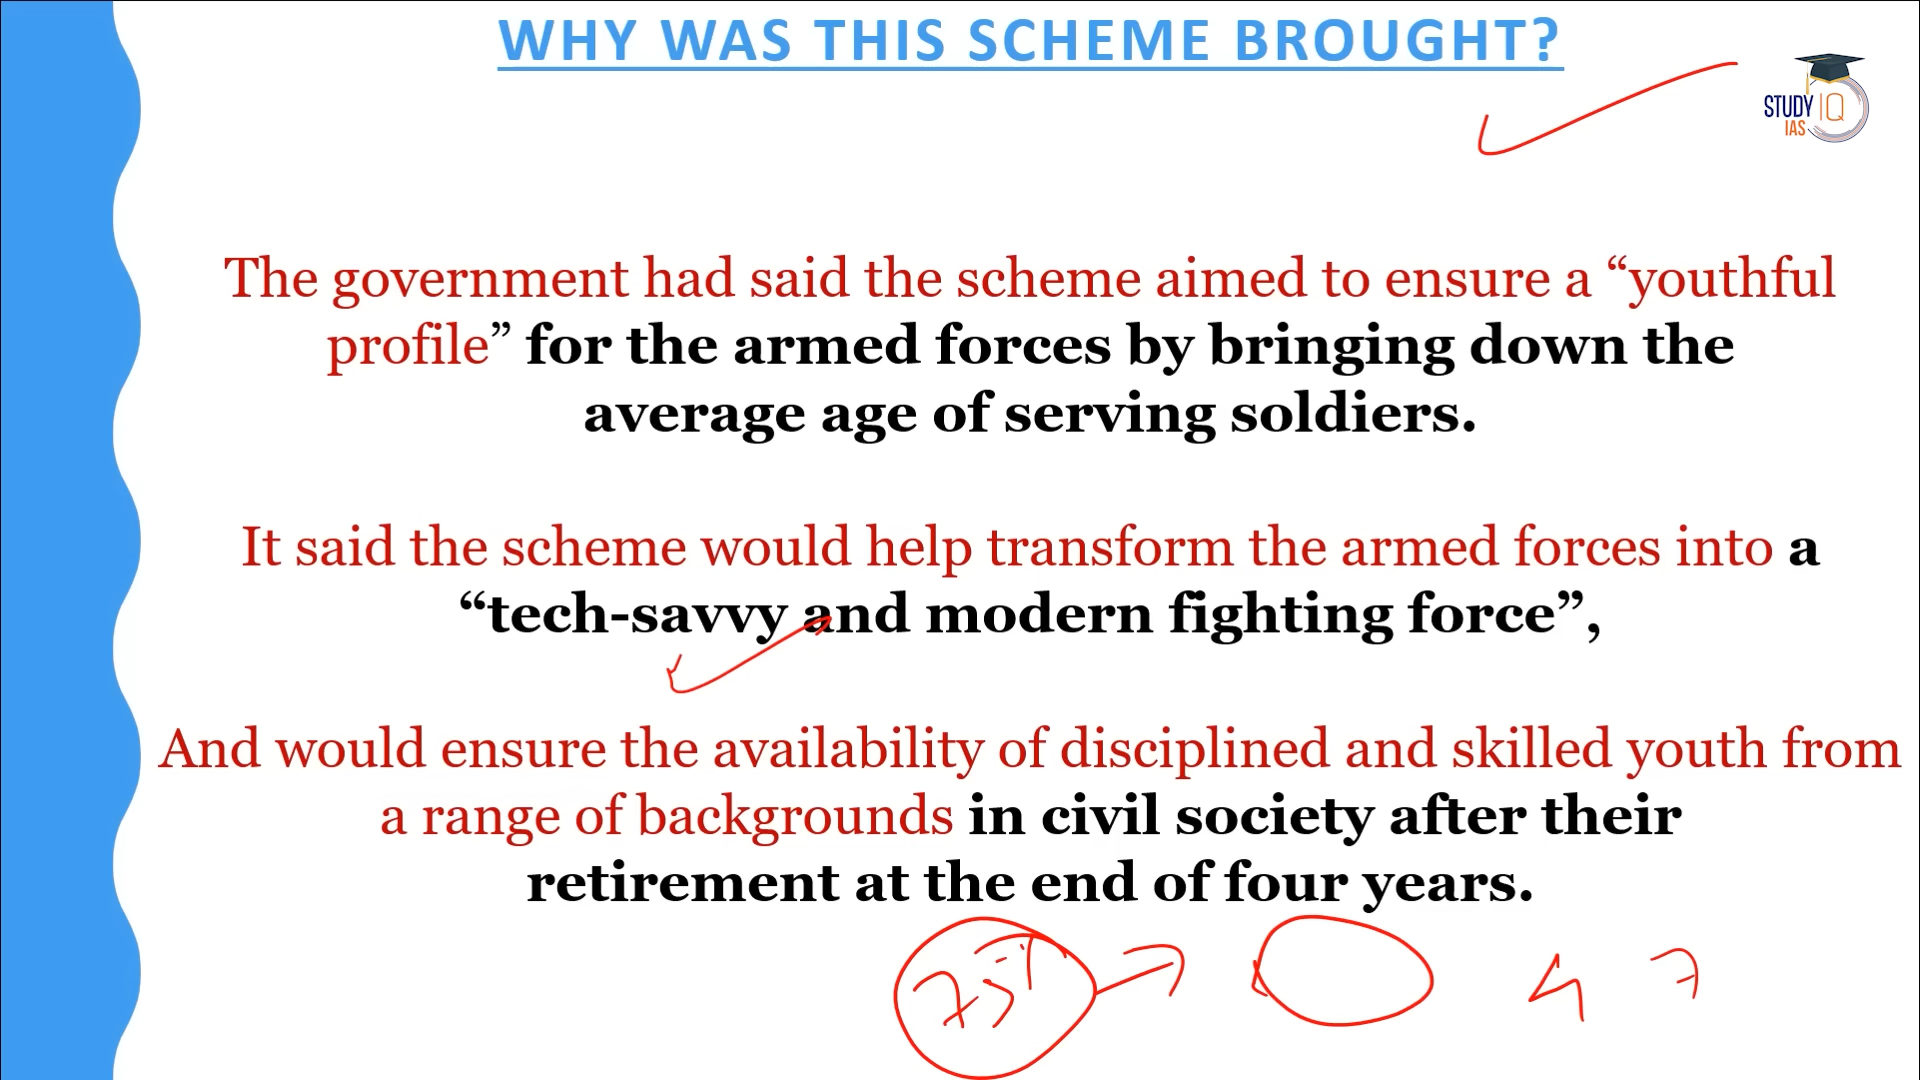 WHY WAS THIS SCHEME BROUGHT?
STUDY IQ
IAS
The government had said the scheme aimed to ensure a “youthful
profile” for the armed forces by bringing down the
average age of serving soldiers.
It said the scheme would help transform the armed forces into a
“tech-savvy and modern fighting force”,
And would ensure the availability of disciplined and skilled youth from
a range of backgrounds in civil society after their
retirement at the end of four years.
75%
4